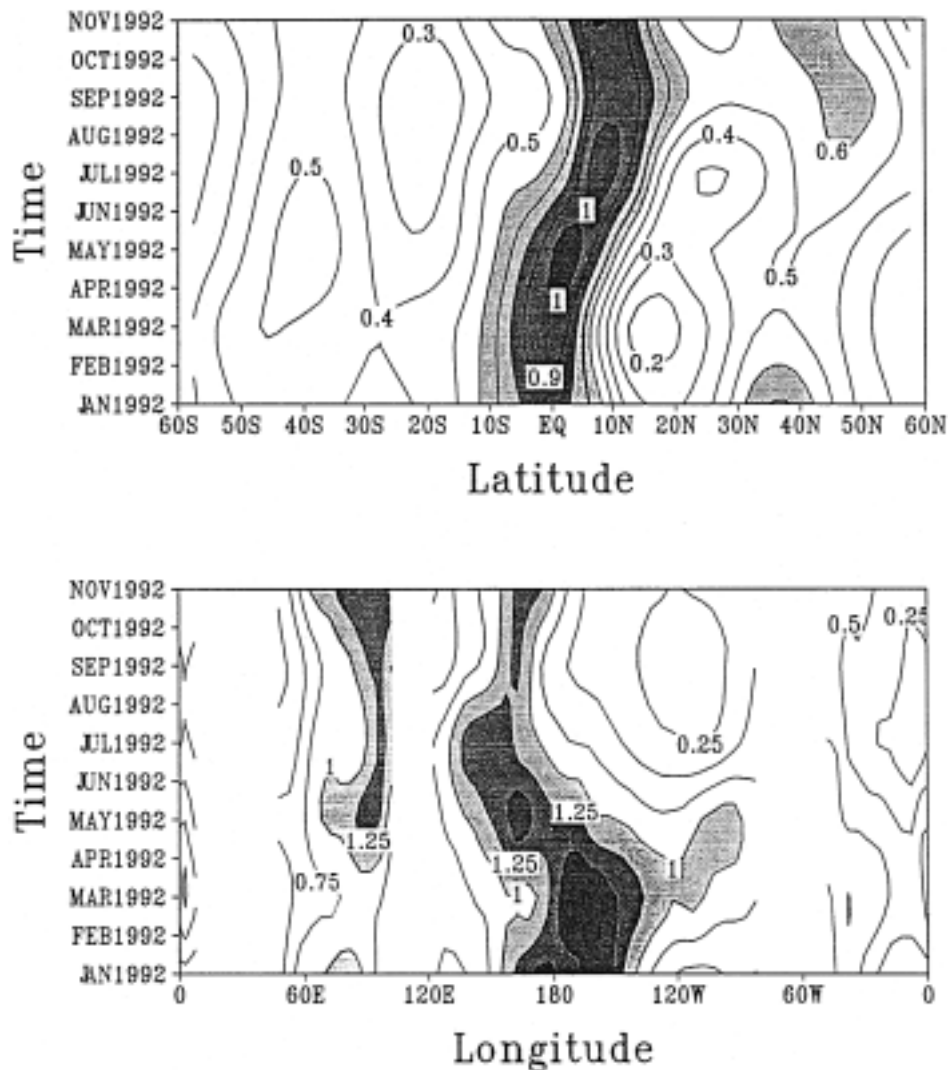 NOV1992
OCT1992
SEP1992
AUG1992
JUL1992
JUN1992
MAY1992
APR1992
MAR1992
FEB1992
JAN1992
Time
0.3
0.5
0.4
0.5
0.6
1
0.3
0.5
0.4
1
0.2
0.9
60S 50S 40S 30S 20S 10S EQ 10N 20N 30N 40N 50N 60N
Latitude
NOV1992
OCT1992
SEP1992
AUG1992
JUL1992
JUN1992
MAY1992
APR1992
MAR1992
FEB1992
JAN1992
Time
0.25
0.5
0.25
1
1.25
1.25
1.25
1
0.75
1
0 60E 120E 180 120W 60W 0
Longitude